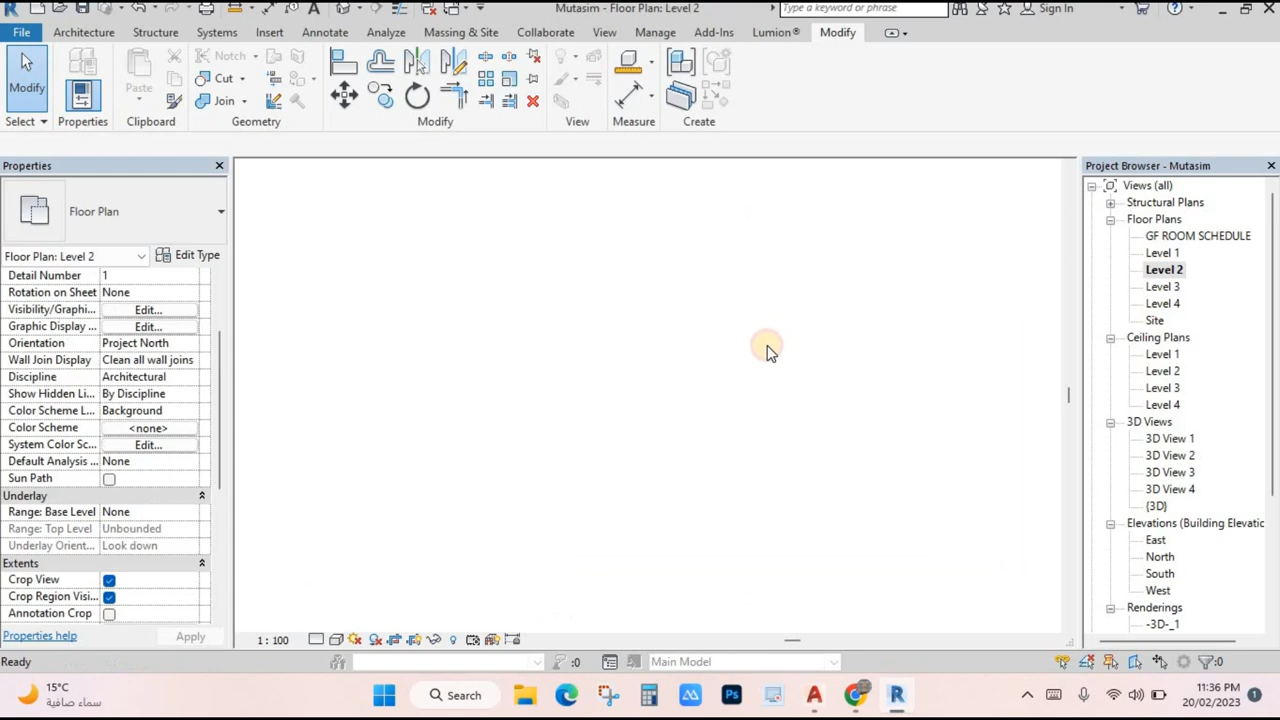 Mutasim - Floor Plan: Level 2
Type a keyword or phrase
Sign In
File
Architecture
Structure
Systems
Insert
Annotate
Analyze
Massing & Site
Collaborate
View
Manage
Add-Ins
Lumion®
Modify
Modify
Paste
Notch
Cut
Join
Select
Properties
Clipboard
Geometry
Modify
View
Measure
Create
Properties
Floor Plan
Floor Plan: Level 2
Edit Type
Detail Number 1
Rotation on Sheet None
Visibility/Graphi... Edit...
Graphic Display ... Edit...
Orientation Project North
Wall Join Display Clean all wall joins
Discipline Architectural
Show Hidden Li... By Discipline
Color Scheme L... Background
Color Scheme <none>
System Color Sc... Edit...
Default Analysis ... None
Sun Path
Underlay
Range: Base Level None
Range: Top Level Unbounded
Underlay Orient... Look down
Extents
Crop View
Crop Region Visi...
Annotation Crop
Properties help
Apply
1 : 100
Project Browser - Mutasim
Views (all)
Structural Plans
Floor Plans
GF ROOM SCHEDULE
Level 1
Level 2
Level 3
Level 4
Site
Ceiling Plans
Level 1
Level 2
Level 3
Level 4
3D Views
3D View 1
3D View 2
3D View 3
3D View 4
{3D}
Elevations (Building Elevatic
East
North
South
West
Renderings
-3D-_1
Ready
:0
Main Model
:0
15°C
سماء صافية
Search
Ps
11:36 PM
20/02/2023
1